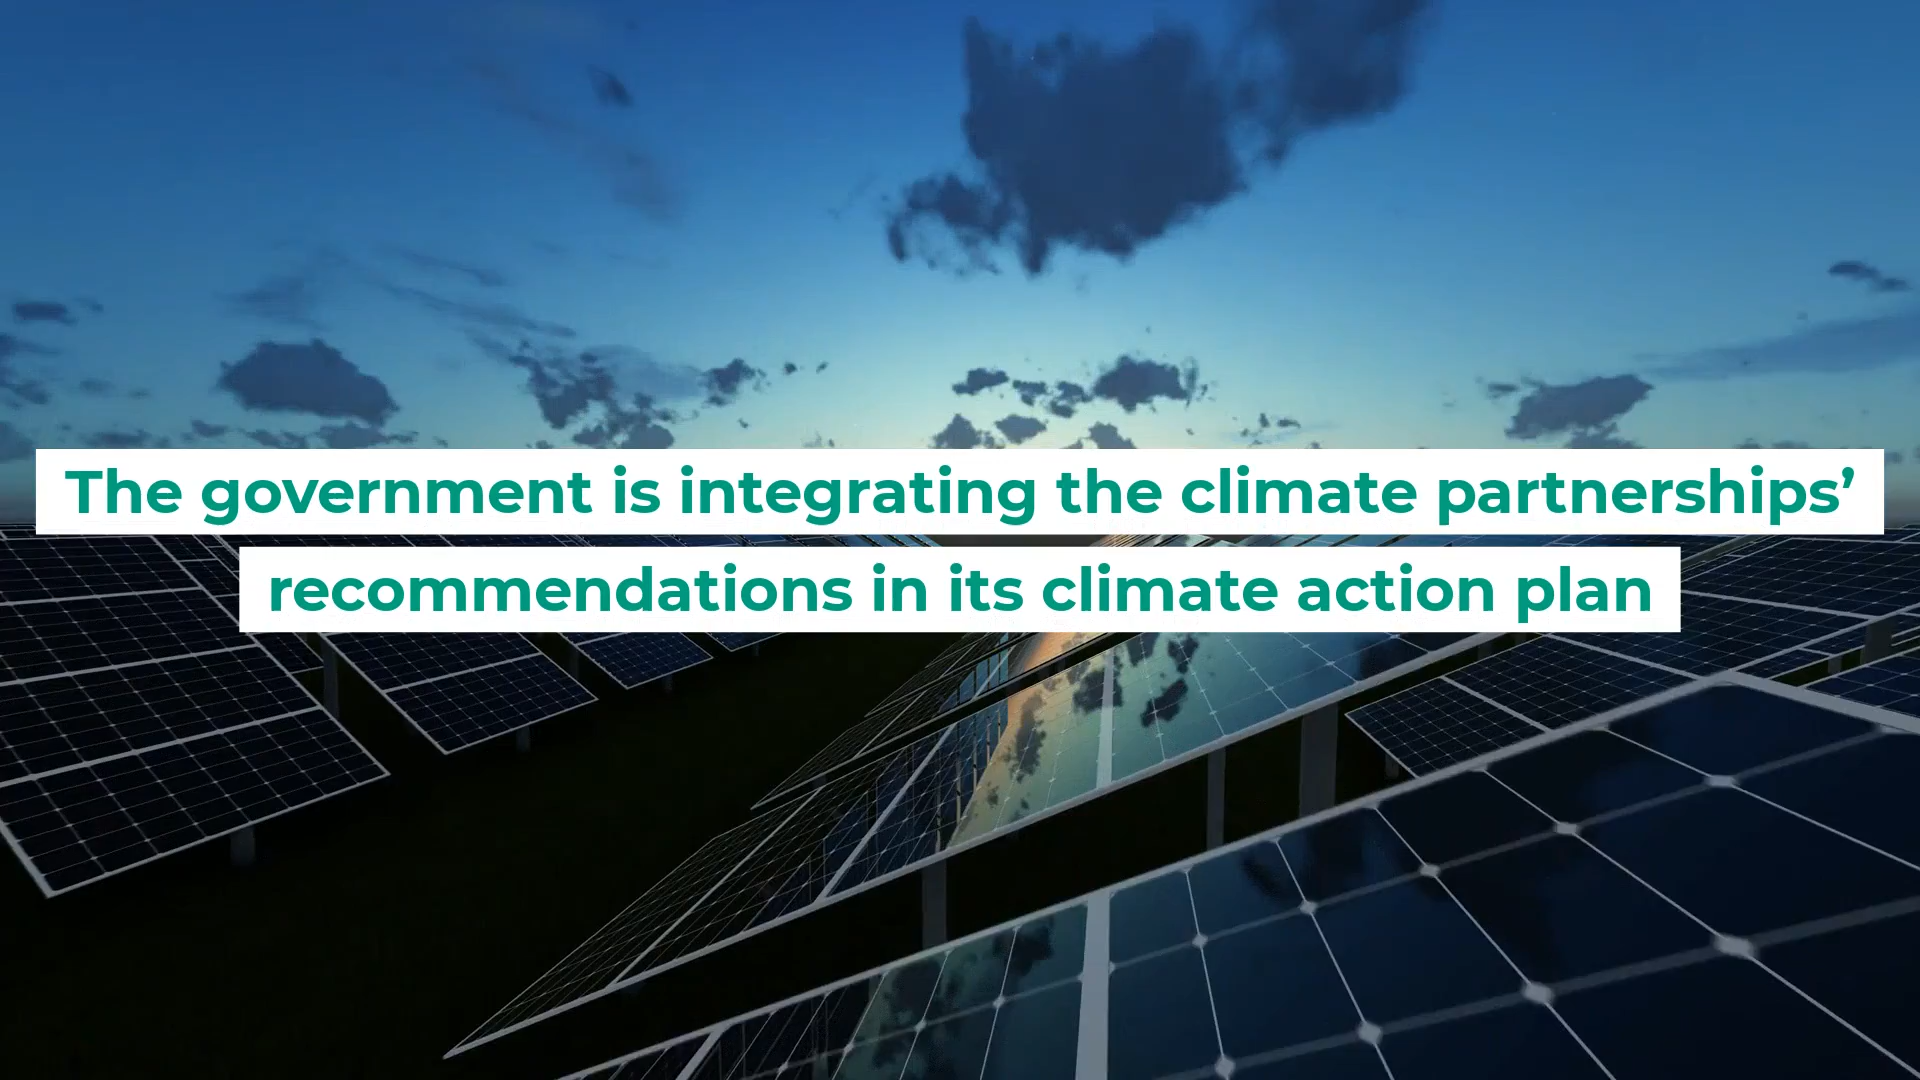 The government is integrating the climate partnerships’
recommendations in its climate action plan